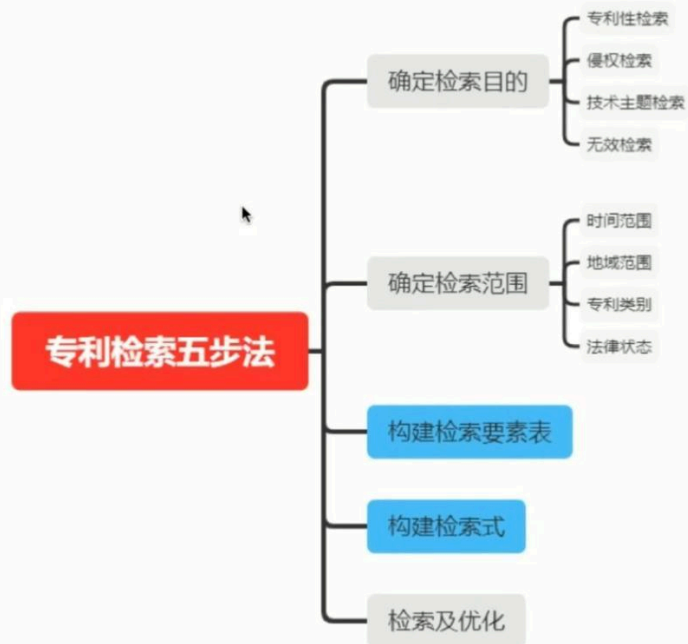 专利检索五步法
确定检索目的
专利性检索
侵权检索
技术主题检索
无效检索
确定检索范围
时间范围
地域范围
专利类别
法律状态
构建检索要素表
构建检索式
检索及优化